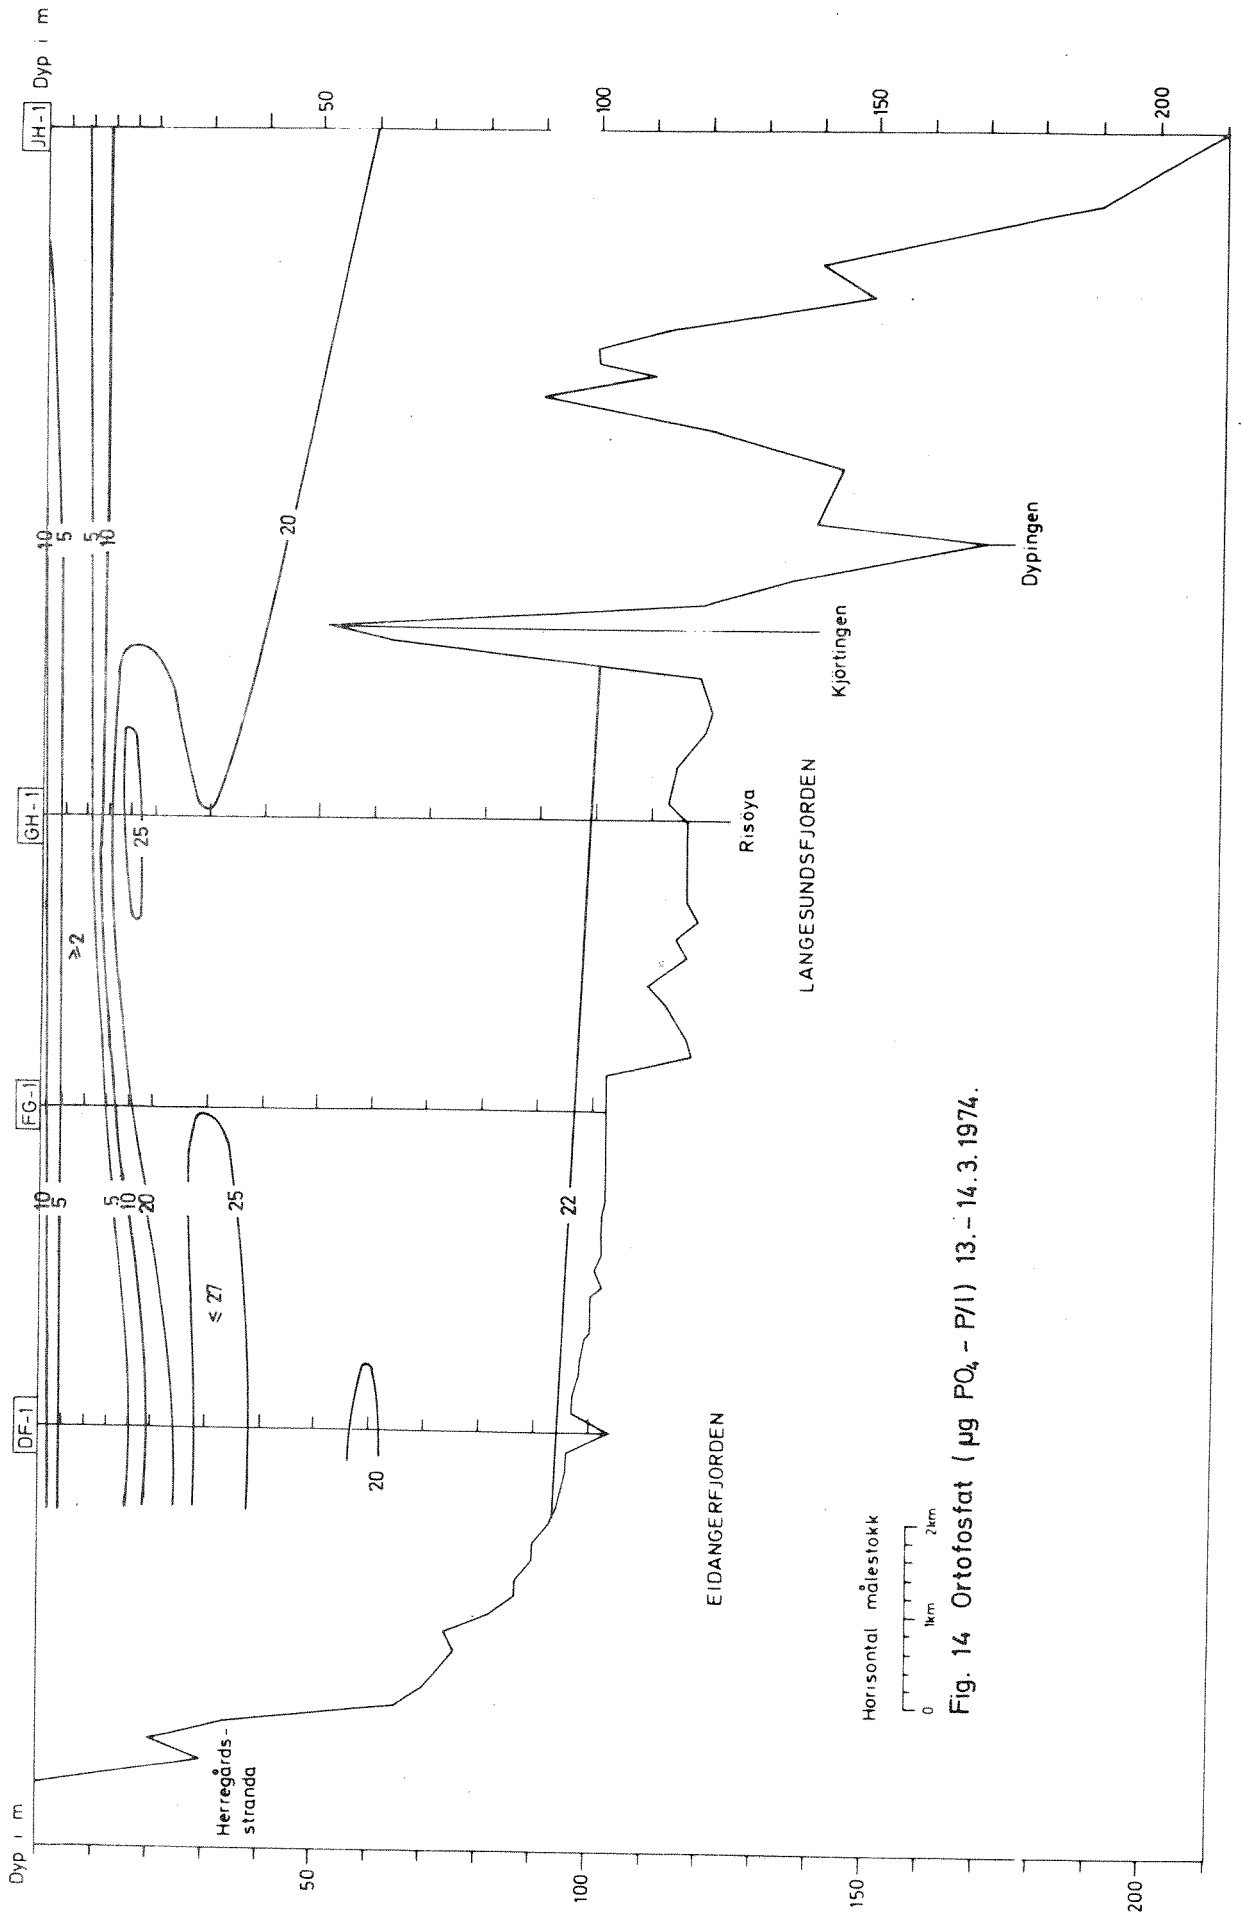 Dyp i m
DF-1
FG-1
GH-1
JH-1
Dyp i m
10
5
5
10
20
≥2
10
5
5
10
25
≤ 27
25
20
20
22
50
100
150
200
50
100
150
200
Herregårds-
stranda
EIDANGERFJORDEN
LANGESUNDSFJORDEN
Risöya
Kjörtingen
Dypingen
Horisontal målestokk
0 1km 2km
Fig. 14 Ortofosfat (µg PO₄ - P/l) 13.- 14.3.1974.